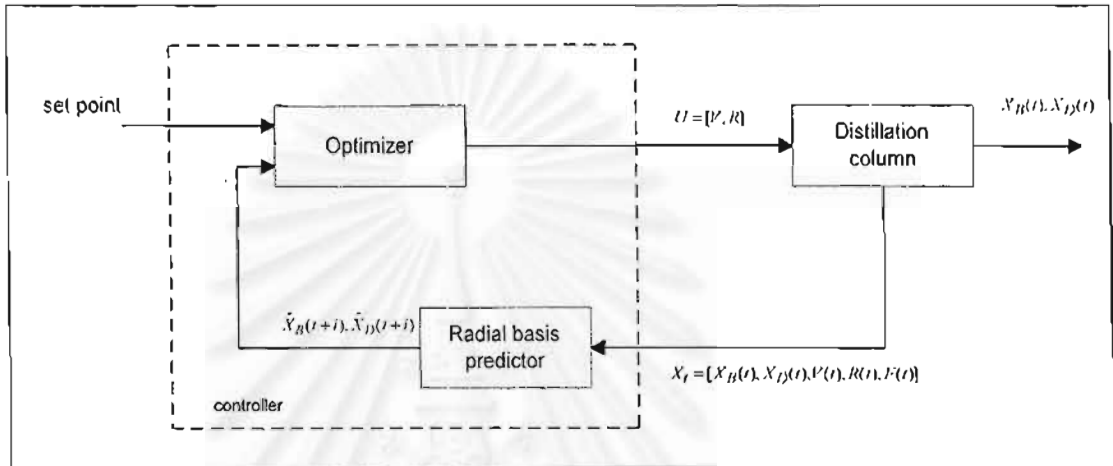 set point
Optimizer
U = [V, R]
Distillation
column
X_B(t), X_D(t)
X̂_B(t+i), X̂_D(t+i)
Radial basis
predictor
X_t = [X_B(t), X_D(t), V(t), R(t), F(t)]
controller